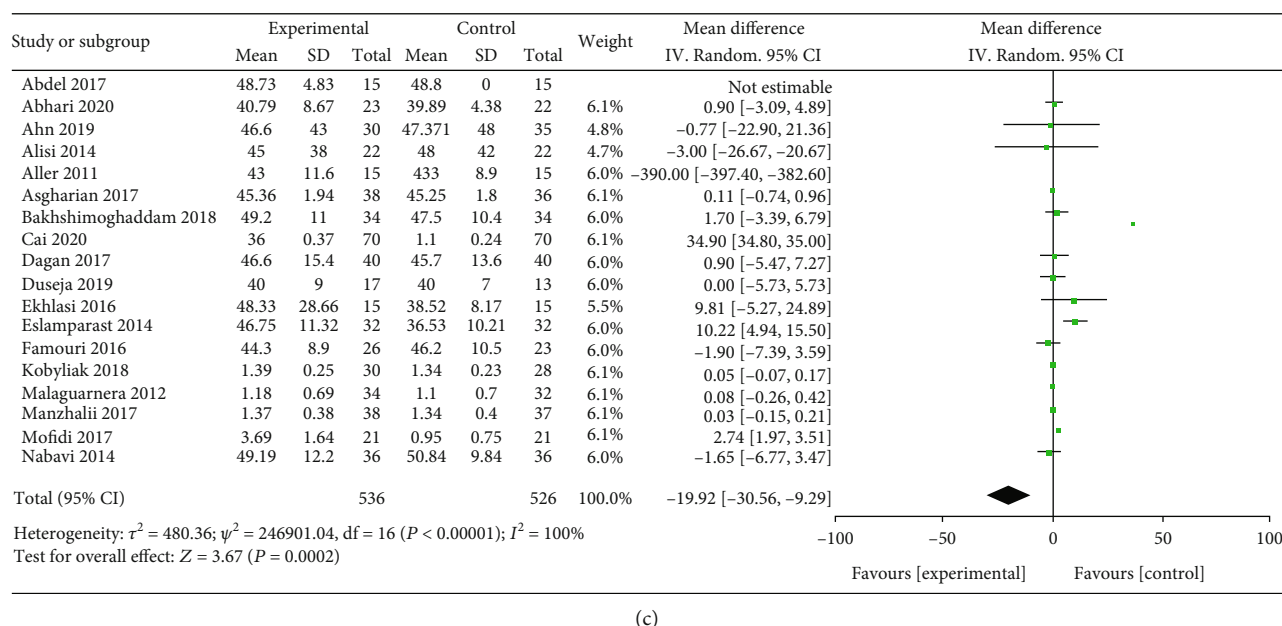 Study or subgroup Experimental Control Weight Mean difference Mean difference
Mean SD Total Mean SD Total IV. Random. 95% CI IV. Random. 95% CI
Abdel 2017 48.73 4.83 15 48.8 0 15 Not estimable
Abhari 2020 40.79 8.67 23 39.89 4.38 22 6.1% 0.90 [−3.09, 4.89]
Ahn 2019 46.6 43 30 47.371 48 35 4.8% −0.77 [−22.90, 21.36]
Alisi 2014 45 38 22 48 42 22 4.7% −3.00 [−26.67, −20.67]
Aller 2011 43 11.6 15 433 8.9 15 6.0% −390.00 [−397.40, −382.60]
Asgharian 2017 45.36 1.94 38 45.25 1.8 36 6.1% 0.11 [−0.74, 0.96]
Bakhshimoghaddam 2018 49.2 11 34 47.5 10.4 34 6.0% 1.70 [−3.39, 6.79]
Cai 2020 36 0.37 70 1.1 0.24 70 6.1% 34.90 [34.80, 35.00]
Dagan 2017 46.6 15.4 40 45.7 13.6 40 6.0% 0.90 [−5.47, 7.27]
Duseja 2019 40 9 17 40 7 13 6.0% 0.00 [−5.73, 5.73]
Ekhlasi 2016 48.33 28.66 15 38.52 8.17 15 5.5% 9.81 [−5.27, 24.89]
Eslamparast 2014 46.75 11.32 32 36.53 10.21 32 6.0% 10.22 [4.94, 15.50]
Famouri 2016 44.3 8.9 26 46.2 10.5 23 6.0% −1.90 [−7.39, 3.59]
Kobyliak 2018 1.39 0.25 30 1.34 0.23 28 6.1% 0.05 [−0.07, 0.17]
Malaguarnera 2012 1.18 0.69 34 1.1 0.7 32 6.1% 0.08 [−0.26, 0.42]
Manzhalii 2017 1.37 0.38 38 1.34 0.4 37 6.1% 0.03 [−0.15, 0.21]
Mofidi 2017 3.69 1.64 21 0.95 0.75 21 6.1% 2.74 [1.97, 3.51]
Nabavi 2014 49.19 12.2 36 50.84 9.84 36 6.0% −1.65 [−6.77, 3.47]
Total (95% CI) 536 526 100.0% −19.92 [−30.56, −9.29]
Heterogeneity: τ² = 480.36; ψ² = 246901.04, df = 16 (P < 0.00001); I² = 100%
Test for overall effect: Z = 3.67 (P = 0.0002)
−100 −50 0 50 100
Favours [experimental] Favours [control]
(c)